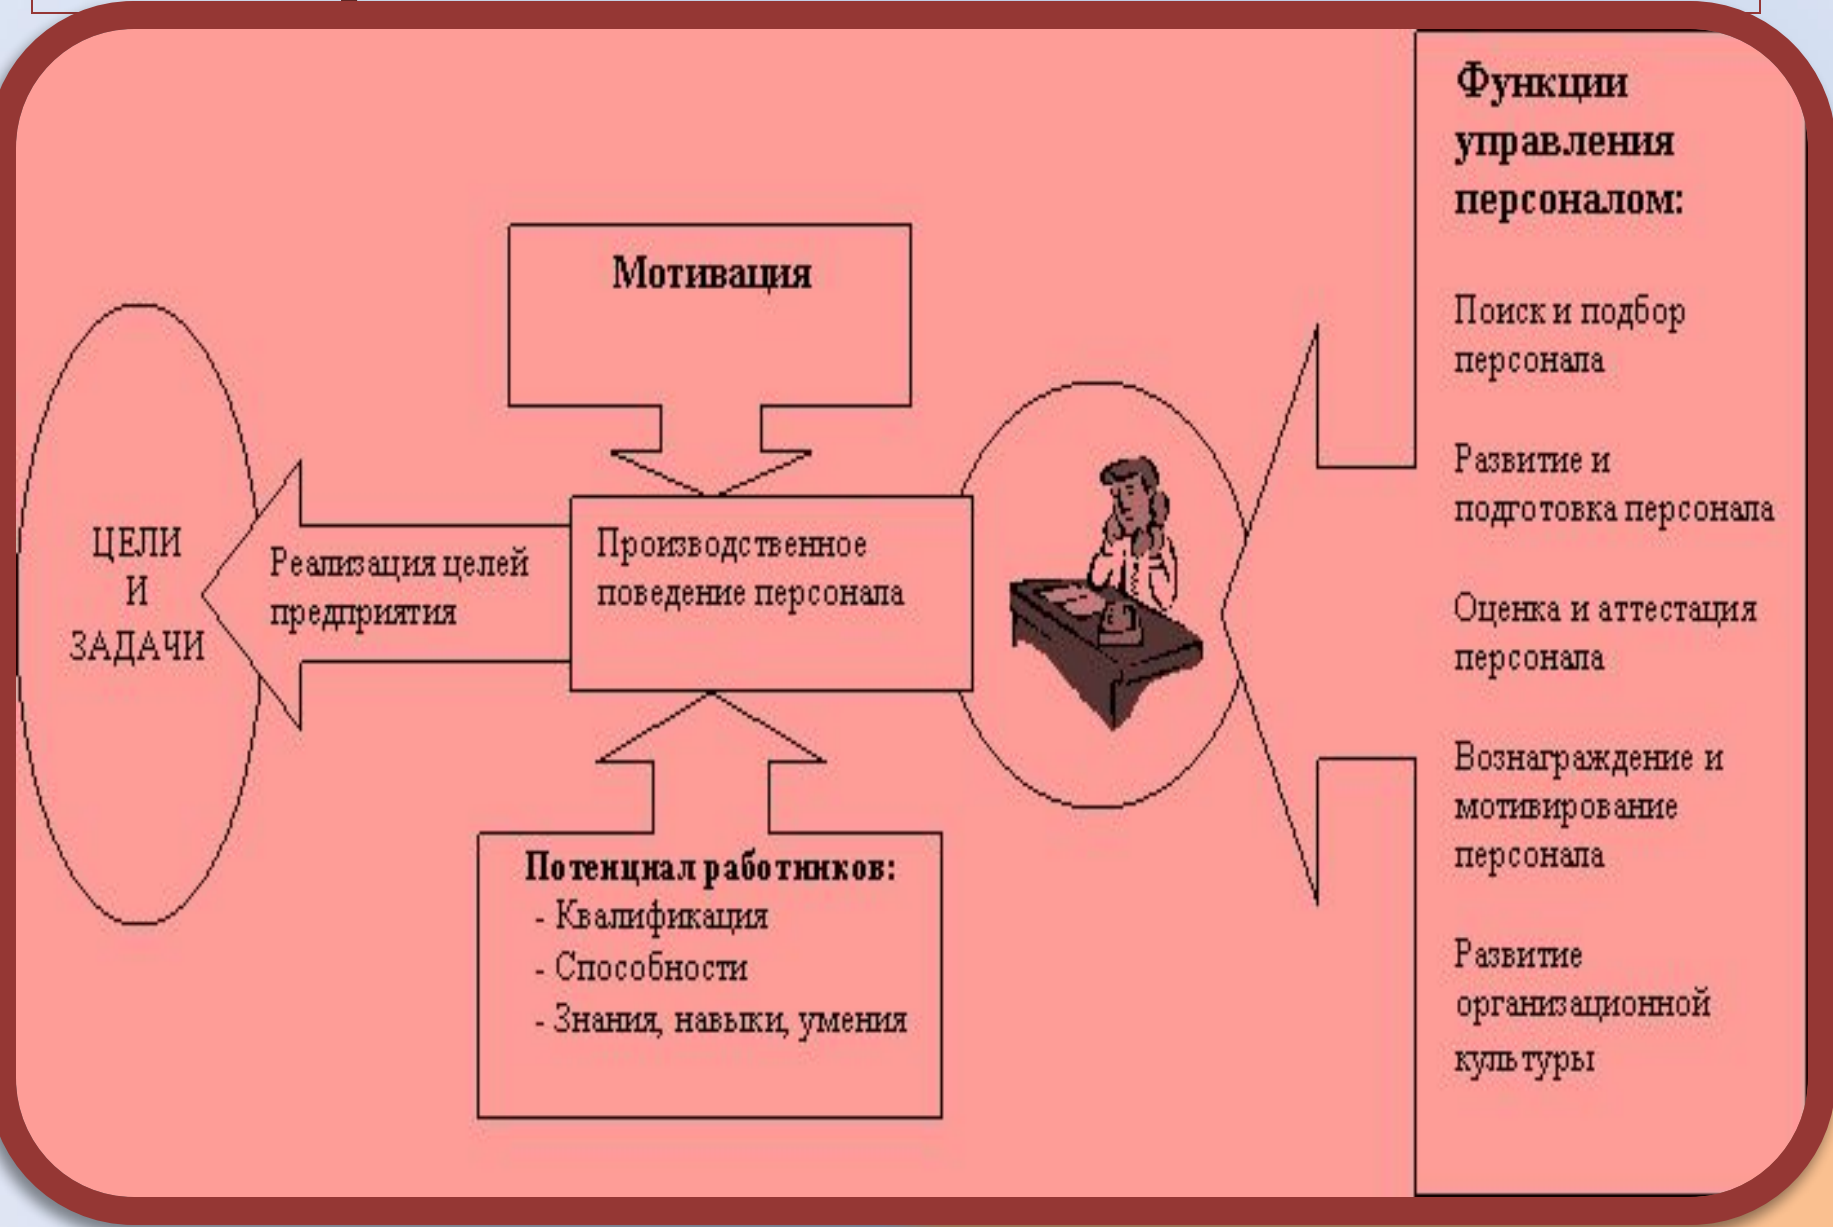 Мотивация
ЦЕЛИ
И
ЗАДАЧИ
Реализация целей
предприятия
Производственное
поведение персонала
Потенциал работников:
- Квалификация
- Способности
- Знания, навыки, умения
Функции
управления
персоналом:
Поиск и подбор
персонала
Развитие и
подготовка персонала
Оценка и аттестация
персонала
Вознаграждение и
мотивирование
персонала
Развитие
организационной
культуры